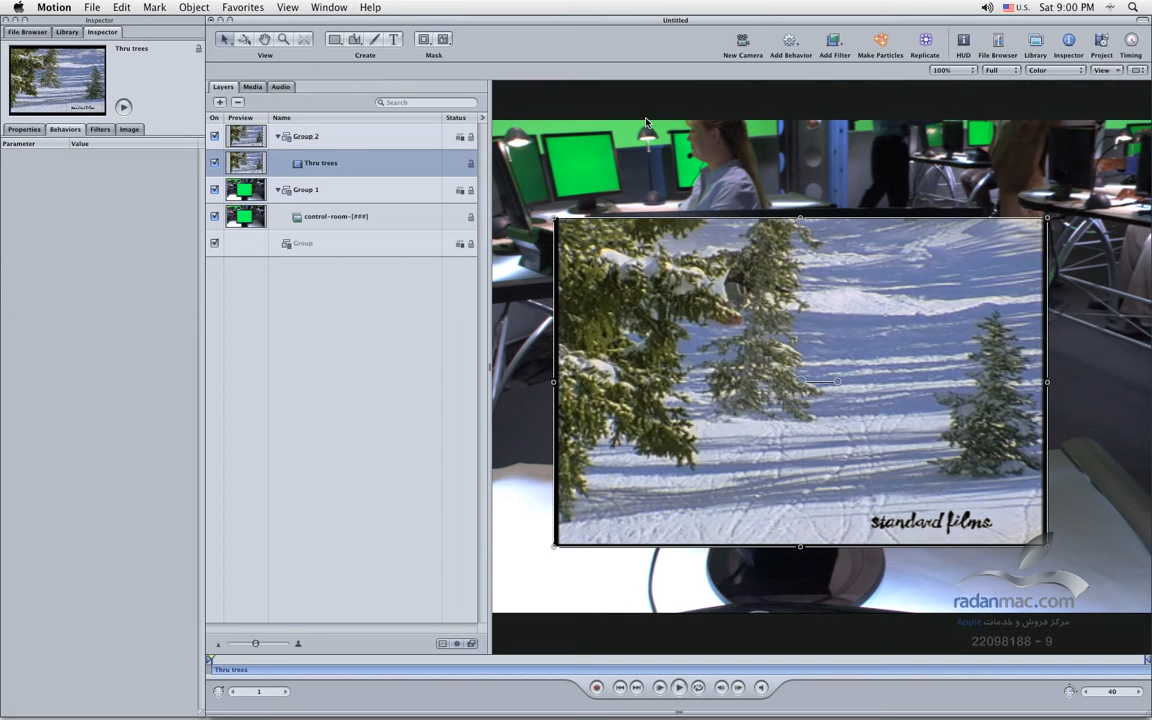 Motion File Edit Mark Object Favorites View Window Help
U.S. Sat 9:00 PM
Inspector
Untitled
File Browser Library Inspector
Thru trees
View Create Mask
New Camera Add Behavior Add Filter Make Particles Replicate HUD File Browser Library Inspector Project Timing
100% Full Color View
Layers Media Audio
Search
Properties Behaviors Filters Image
Parameter Value
On Preview Name Status
Group 2
Thru trees
Group 1
control-room-[###]
Group
standard films
radanmac.com
مرکز فروش و خدمات Apple
22098188 - 9
Thru trees
1
40